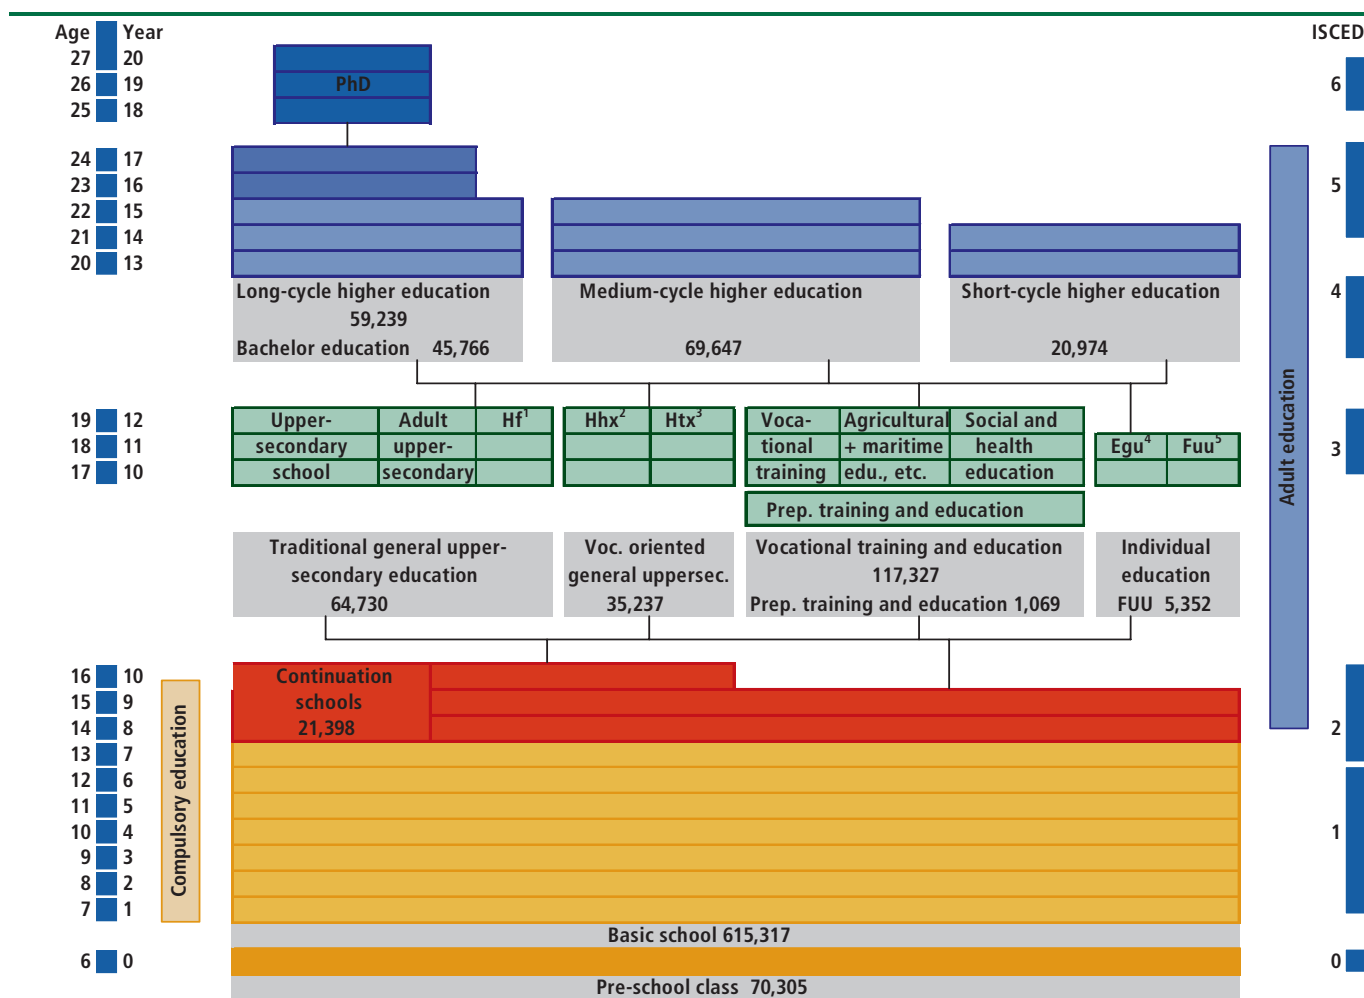 Age Year ISCED
27 20
26 19 PhD 6
25 18
24 17
23 16 5
22 15
21 14
20 13
Long-cycle higher education Medium-cycle higher education Short-cycle higher education 4
59,239
Bachelor education 45,766 69,647 20,974
Adult education
19 12 Upper- Adult Hf1 Hhx2 Htx3 Voca- Agricultural Social and
18 11 secondary upper- tional + maritime health Egu4 Fuu5 3
17 10 school secondary training edu., etc. education
Prep. training and education
Traditional general upper- Voc. oriented Vocational training and education Individual
secondary education general uppersec. 117,327 education
64,730 35,237 Prep. training and education 1,069 FUU 5,352
16 10 Continuation
15 9 schools
14 8 21,398 2
13 7
Compulsory education
12 6
11 5
10 4 1
9 3
8 2
7 1
Basic school 615,317
6 0 0
Pre-school class 70,305